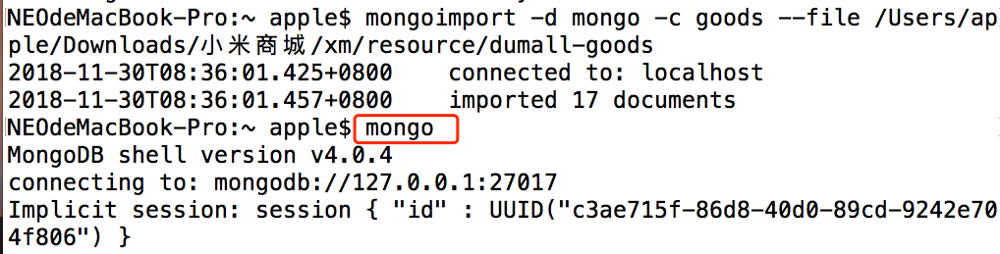 NEOdeMacBook-Pro:~ apple$ mongoimport -d mongo -c goods --file /Users/ap
ple/Downloads/小米商城/xm/resource/dumall-goods
2018-11-30T08:36:01.425+0800    connected to: localhost
2018-11-30T08:36:01.457+0800    imported 17 documents
NEOdeMacBook-Pro:~ apple$ mongo
MongoDB shell version v4.0.4
connecting to: mongodb://127.0.0.1:27017
Implicit session: session { "id" : UUID("c3ae715f-86d8-40d0-89cd-9242e70
4f806") }